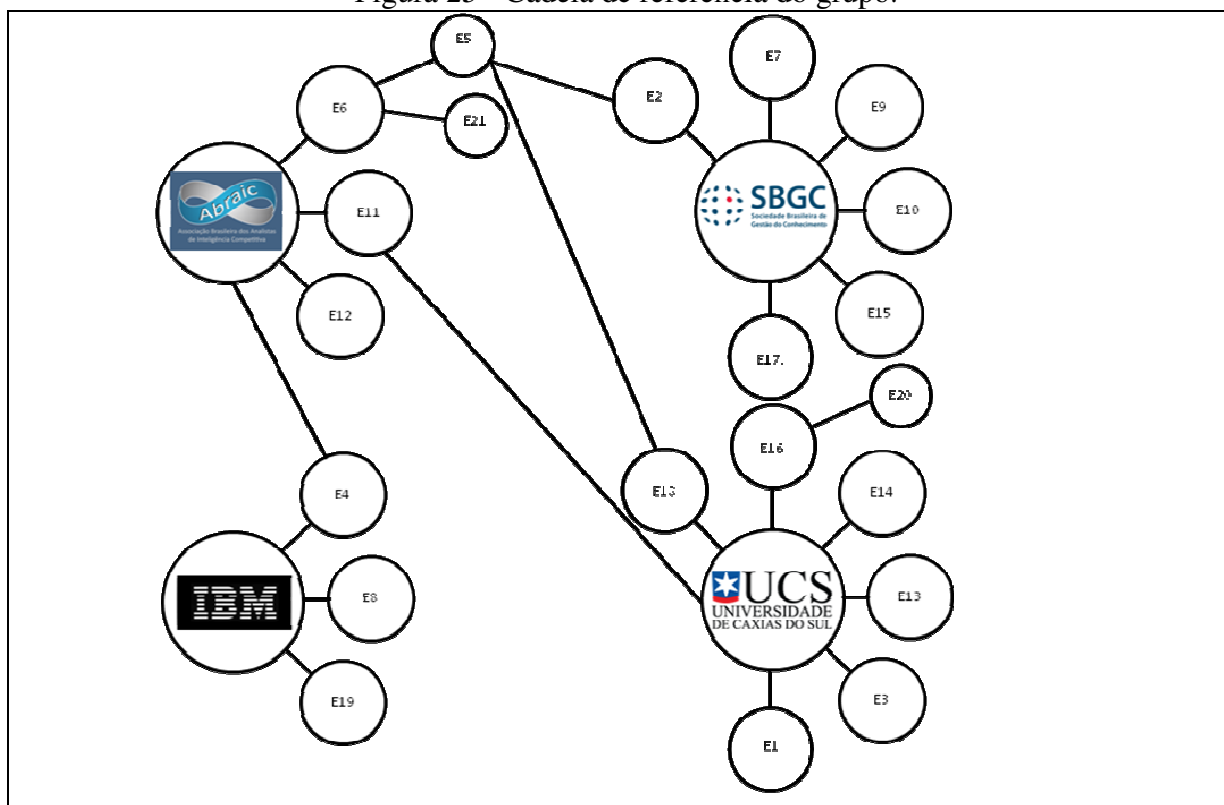 Figura - Cadeia de referência do grupo.
E5
E7
E6
E2
E9
E21
Abraic
Associação Brasileira dos Analistas
de Inteligência Competitiva
E11
SBGC
Sociedade Brasileira de
Gestão do Conhecimento
E10
E12
E15
E17.
E20
E16
E4
E14
IBM
E8
UCS
UNIVERSIDADE
DE CAXIAS DO SUL
E13
E19
E3
E1